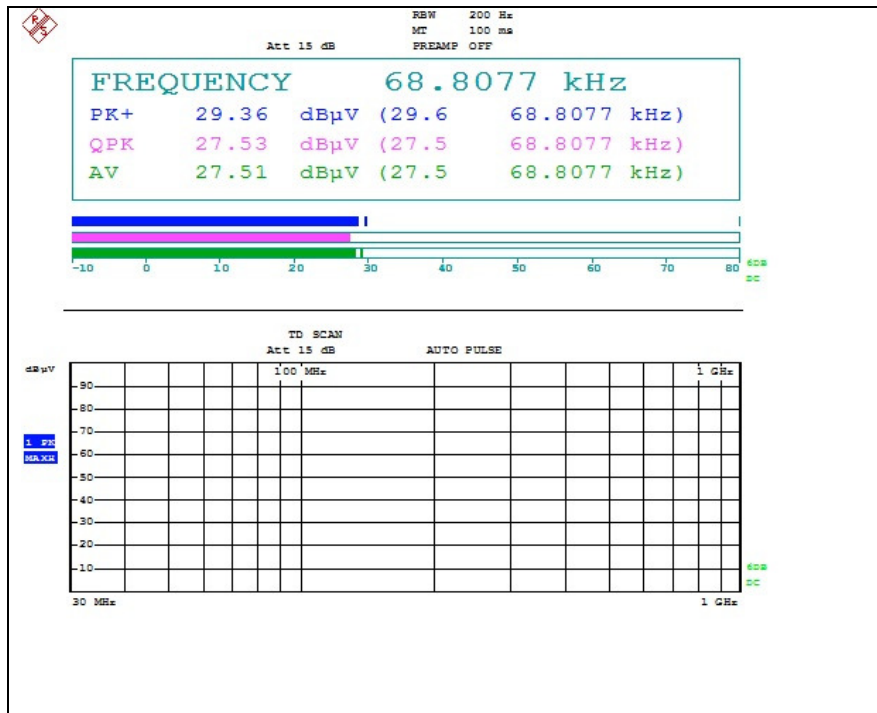 R
S
RBW 200 Hz
MT 100 ms
Att 15 dB PREAMP OFF
FREQUENCY 68.8077 kHz
PK+ 29.36 dBµV (29.6 68.8077 kHz)
QPK 27.53 dBµV (27.5 68.8077 kHz)
AV 27.51 dBµV (27.5 68.8077 kHz)
-10 0 10 20 30 40 50 60 70 80
6DB
DC
TD SCAN
Att 15 dB AUTO PULSE
dBµV
100 MHz 1 GHz
90
80
70
1 PK
MAXH
60
50
40
30
20
10
6DB
DC
30 MHz 1 GHz